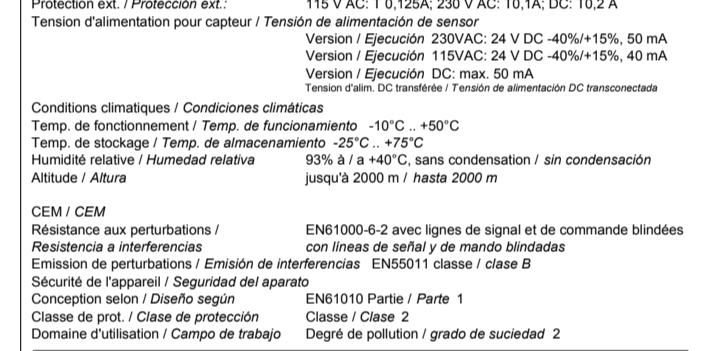 Protection ext. / Protección ext.: 115 V AC: T 0,125A; 230 V AC: T0,1A; DC: T0,2 A
Tension d'alimentation pour capteur / Tensión de alimentación de sensor
Version / Ejecución 230VAC: 24 V DC -40%/+15%, 50 mA
Version / Ejecución 115VAC: 24 V DC -40%/+15%, 40 mA
Version / Ejecución DC: max. 50 mA
Tension d'alim. DC transférée / Tensión de alimentación DC transconectada
Conditions climatiques / Condiciones climáticas
Temp. de fonctionnement / Temp. de funcionamiento -10°C .. +50°C
Temp. de stockage / Temp. de almacenamiento -25°C .. +75°C
Humidité relative / Humedad relativa 93% à / a +40°C, sans condensation / sin condensación
Altitude / Altura jusqu'à 2000 m / hasta 2000 m
CEM / CEM
Résistance aux perturbations / EN61000-6-2 avec lignes de signal et de commande blindées
Resistencia a interferencias con líneas de señal y de mando blindadas
Emission de perturbations / Emisión de interferencias EN55011 classe / clase B
Sécurité de l'appareil / Seguridad del aparato
Conception selon / Diseño según EN61010 Partie / Parte 1
Classe de prot. / Clase de protección Classe / Clase 2
Domaine d'utilisation / Campo de trabajo Degré de pollution / grado de suciedad 2